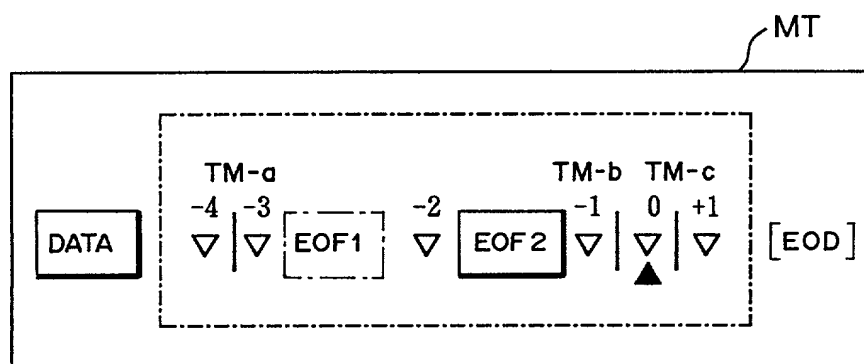 MT
TM-a TM-b TM-c
-4 -3 -2 -1 0 +1
DATA EOF1 EOF2 [EOD]